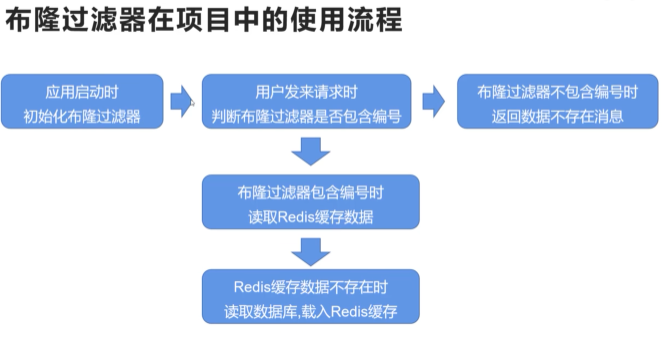 布隆过滤器在项目中的使用流程
应用启动时
初始化布隆过滤器
用户发来请求时
判断布隆过滤器是否包含编号
布隆过滤器不包含编号时
返回数据不存在消息
布隆过滤器包含编号时
读取Redis缓存数据
Redis缓存数据不存在时
读取数据库,载入Redis缓存